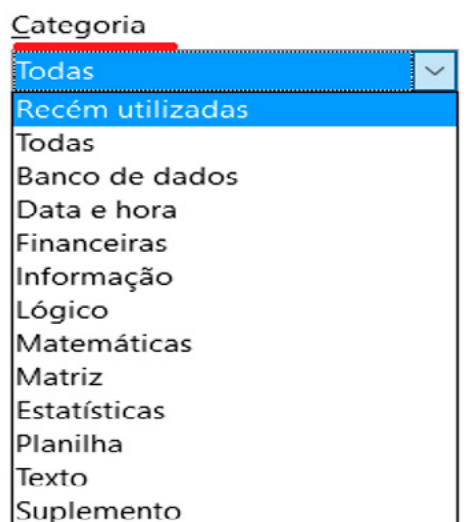 Categoria
Todas
Recém utilizadas
Todas
Banco de dados
Data e hora
Financeiras
Informação
Lógico
Matemáticas
Matriz
Estatísticas
Planilha
Texto
Suplemento